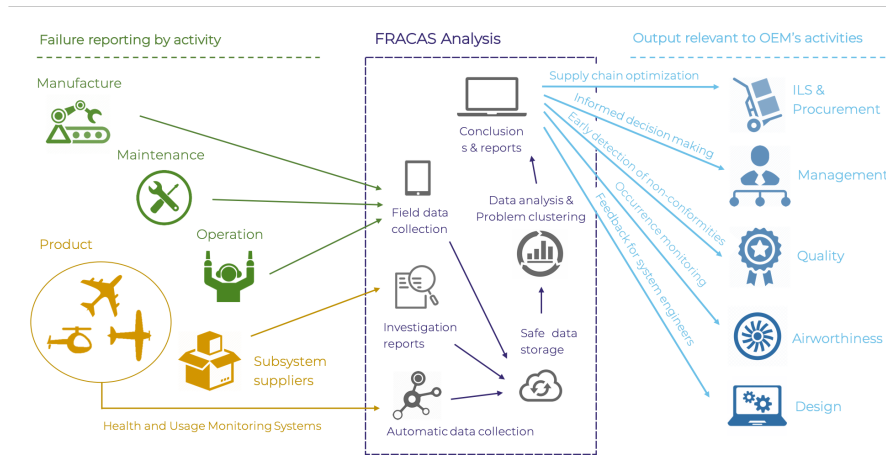 Failure reporting by activity
FRACAS Analysis
Output relevant to OEM's activities
Manufacture
Maintenance
Operation
Product
Subsystem
suppliers
Health and Usage Monitoring Systems
Field data
collection
Investigation
reports
Automatic data collection
Conclusion
s & reports
Data analysis &
Problem clustering
Safe data
storage
Supply chain optimization
Informed decision making
Early detection of non-conformities
Occurrence monitoring
Feedback for system engineers
ILS &
Procurement
Management
Quality
Airworthiness
Design